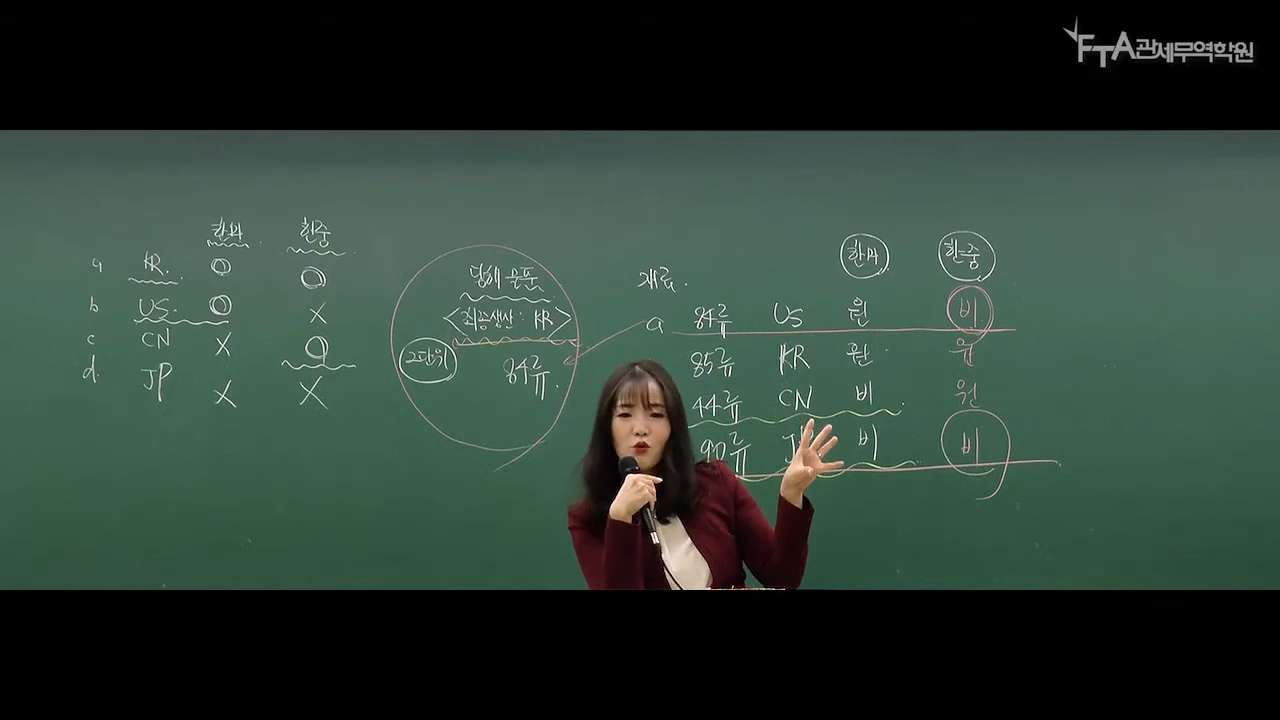 FTA관세무역학원
한미 한중
a KR. O O
b US. O X
c CN X O
d. JP X X
당해 물품
<최종생산 : KR>
2단위
84류.
한미 한-중
재료.
a 84류 US 원 비
85류 KR 원 원
44류 CN 비 원
90류 비 비